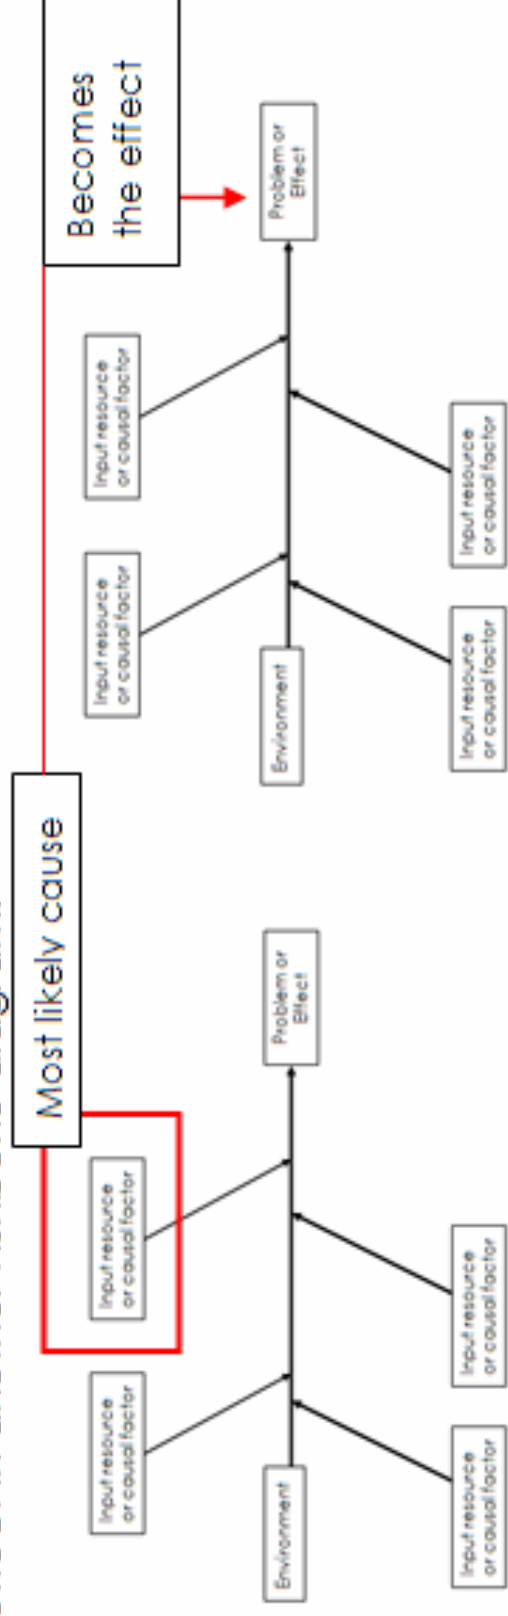 Most likely cause
Becomes
the effect
Input resource
or causal factor
Input resource
or causal factor
Environment
Problem or
Effect
Input resource
or causal factor
Input resource
or causal factor
Input resource
or causal factor
Input resource
or causal factor
Environment
Problem or
Effect
Input resource
or causal factor
Input resource
or causal factor